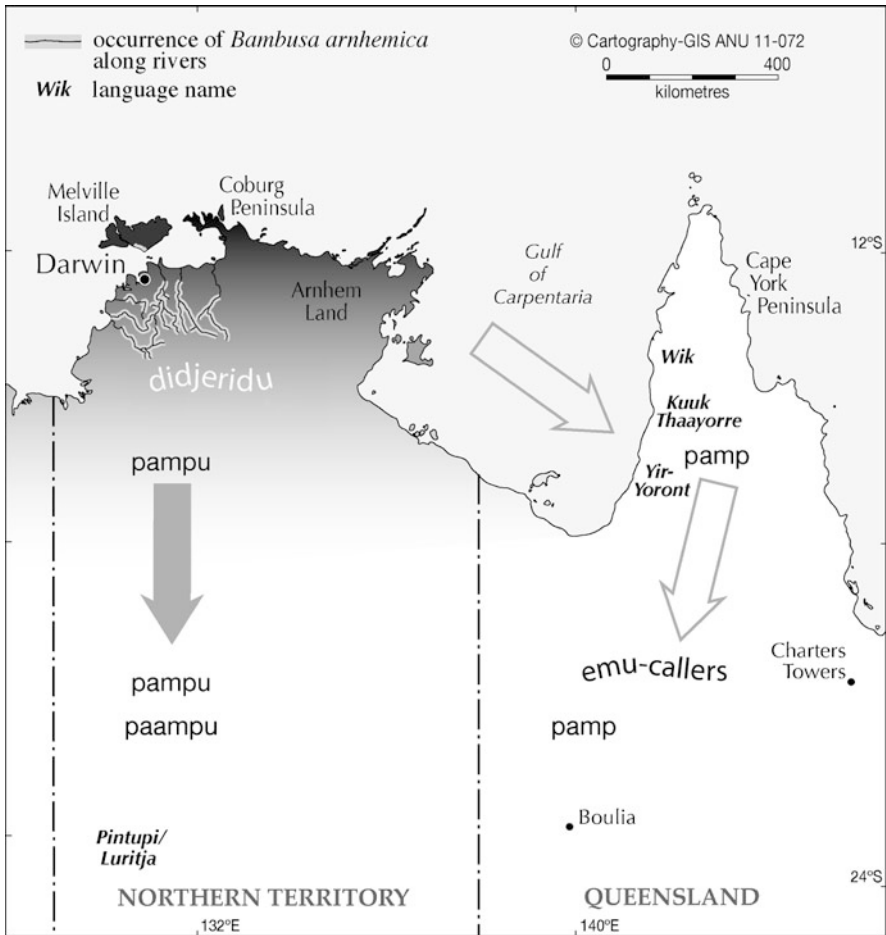 occurrence of Bambusa arnhemica
along rivers
Wik language name
© Cartography-GIS ANU 11-072
0 400
kilometres
Melville
Island
Coburg
Peninsula
Darwin
Arnhem
Land
Gulf
of
Carpentaria
12°S
Cape
York
Peninsula
didjeridu
Wik
Kuuk
Thaayorre
pampu
pamp
Yir-
Yoront
pampu
paampu
emu-callers
Charters
Towers
pamp
Boulia
Pintupi/
Luritja
24°S
NORTHERN TERRITORY
QUEENSLAND
132°E
140°E